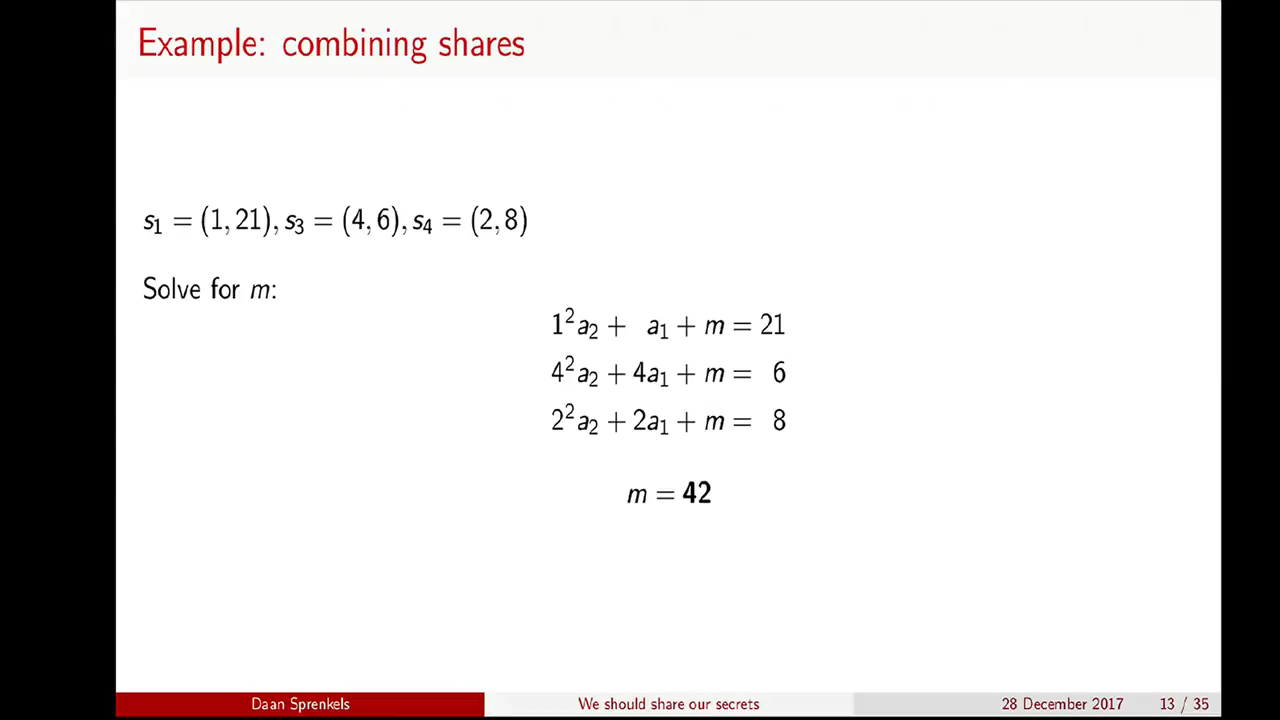 Example: combining shares
s₁ = (1, 21), s₃ = (4, 6), s₄ = (2, 8)
Solve for m:
1²a₂ + a₁ + m = 21
4²a₂ + 4a₁ + m = 6
2²a₂ + 2a₁ + m = 8
m = 42
Daan Sprenkels We should share our secrets 28 December 2017 13 / 35